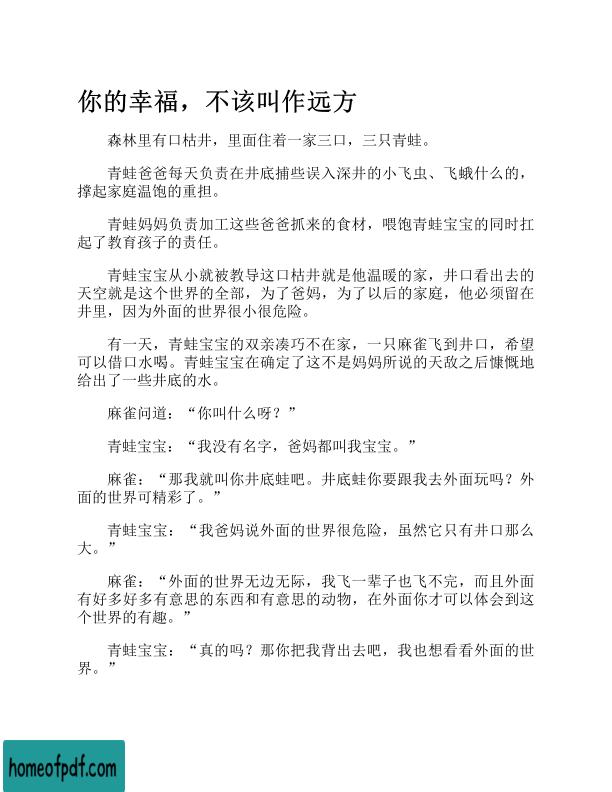 你的幸福，不该叫作远方
森林里有口枯井，里面住着一家三口，三只青蛙。
青蛙爸爸每天负责在井底捕些误入深井的小飞虫、飞蛾什么的，
撑起家庭温饱的重担。
青蛙妈妈负责加工这些爸爸抓来的食材，喂饱青蛙宝宝的同时扛
起了教育孩子的责任。
青蛙宝宝从小就被教导这口枯井就是他温暖的家，井口看出去的
天空就是这个世界的全部，为了爸妈，为了以后的家庭，他必须留在
井里，因为外面的世界很小很危险。
有一天，青蛙宝宝的双亲凑巧不在家，一只麻雀飞到井口，希望
可以借口水喝。青蛙宝宝在确定了这不是妈妈所说的天敌之后慷慨地
给出了一些井底的水。
麻雀问道：“你叫什么呀？”
青蛙宝宝：“我没有名字，爸妈都叫我宝宝。”
麻雀：“那我就叫你井底蛙吧。井底蛙你要跟我去外面玩吗？外
面的世界可精彩了。”
青蛙宝宝：“我爸妈说外面的世界很危险，虽然它只有井口那么
大。”
麻雀：“外面的世界无边无际，我飞一辈子也飞不完，而且外面
有好多好多有意思的东西和有意思的动物，在外面你才可以体会到这
个世界的有趣。”
青蛙宝宝：“真的吗？那你把我背出去吧，我也想看看外面的世
界。”
homeofpdf.com